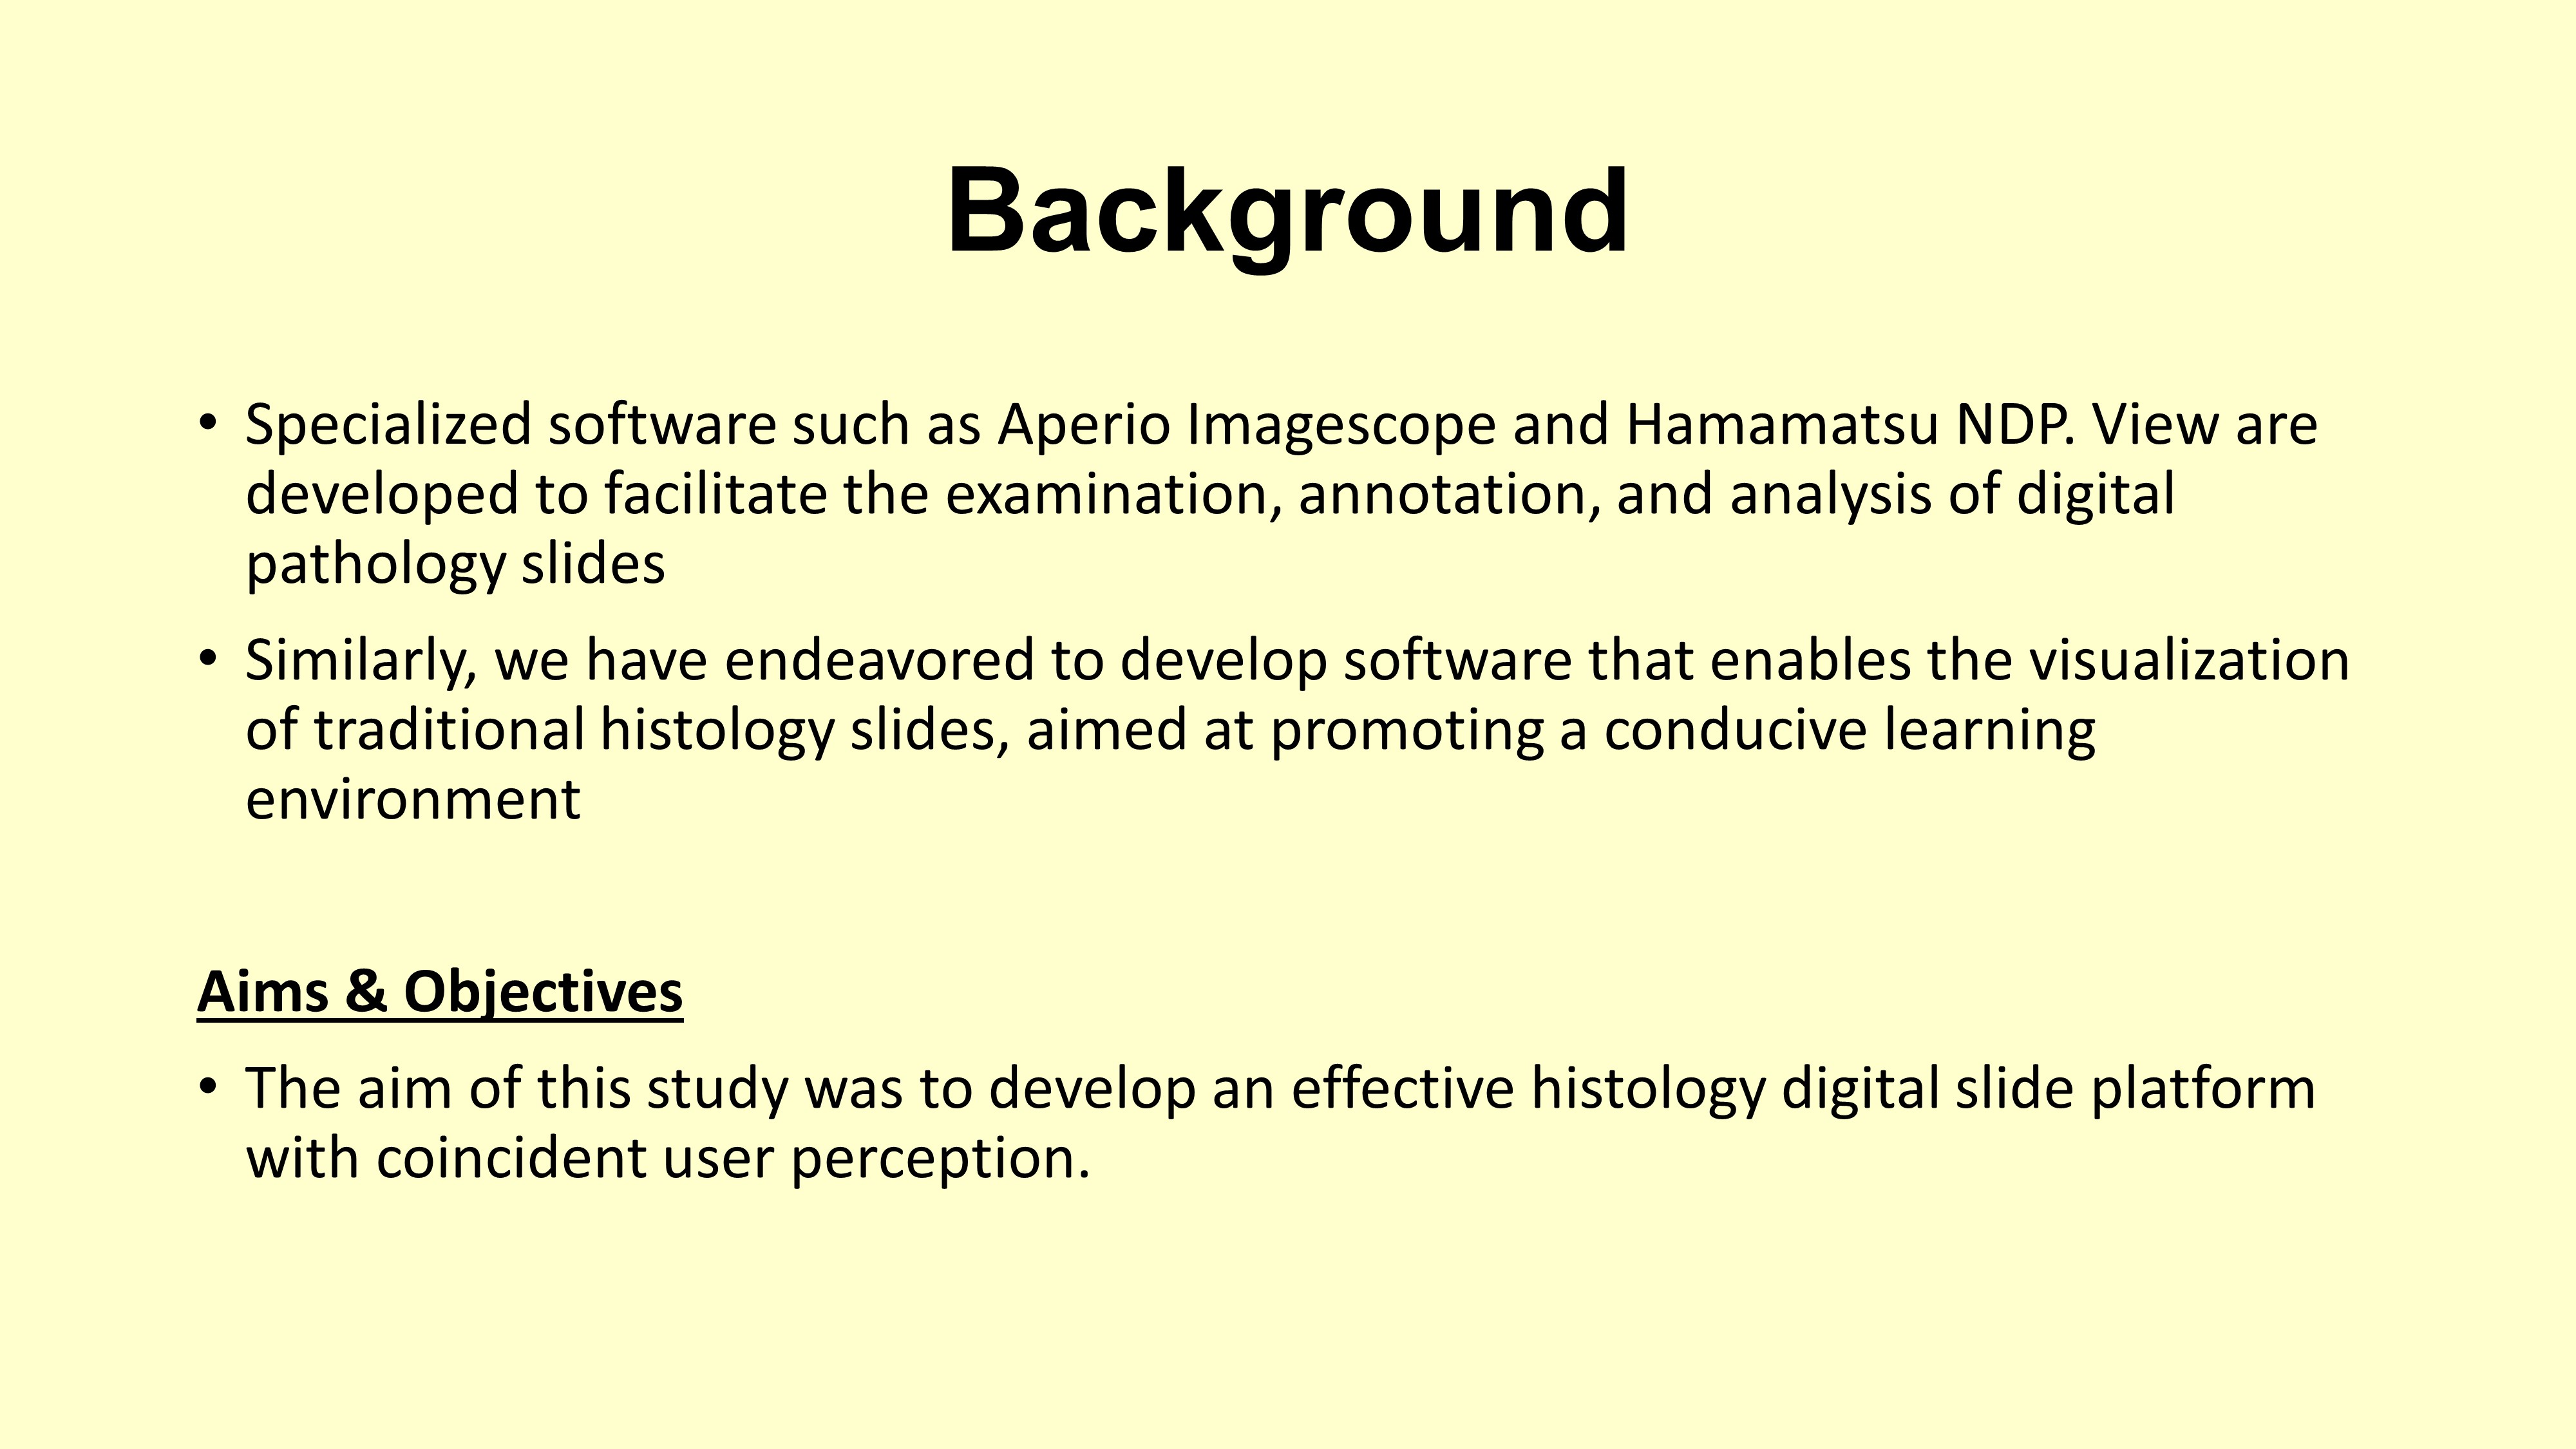 Background
• Specialized software such as Aperio Imagescope and Hamamatsu NDP. View are
developed to facilitate the examination, annotation, and analysis of digital
pathology slides
• Similarly, we have endeavored to develop software that enables the visualization
of traditional histology slides, aimed at promoting a conducive learning
environment
Aims & Objectives
• The aim of this study was to develop an effective histology digital slide platform
with coincident user perception.